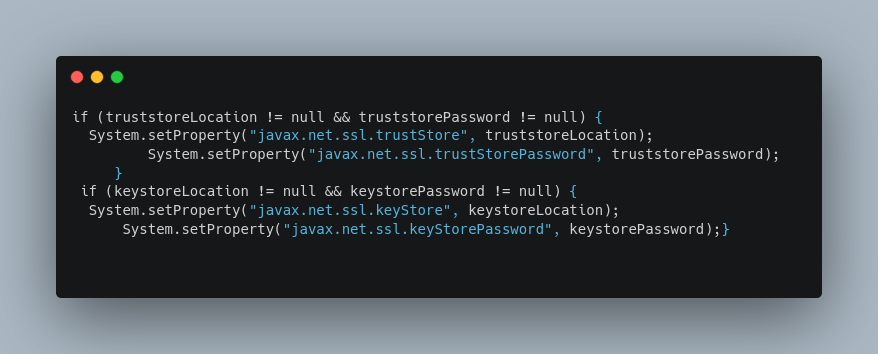 if (truststoreLocation != null && truststorePassword != null) {
  System.setProperty("javax.net.ssl.trustStore", truststoreLocation);
         System.setProperty("javax.net.ssl.trustStorePassword", truststorePassword);
     }
 if (keystoreLocation != null && keystorePassword != null) {
  System.setProperty("javax.net.ssl.keyStore", keystoreLocation);
      System.setProperty("javax.net.ssl.keyStorePassword", keystorePassword);}